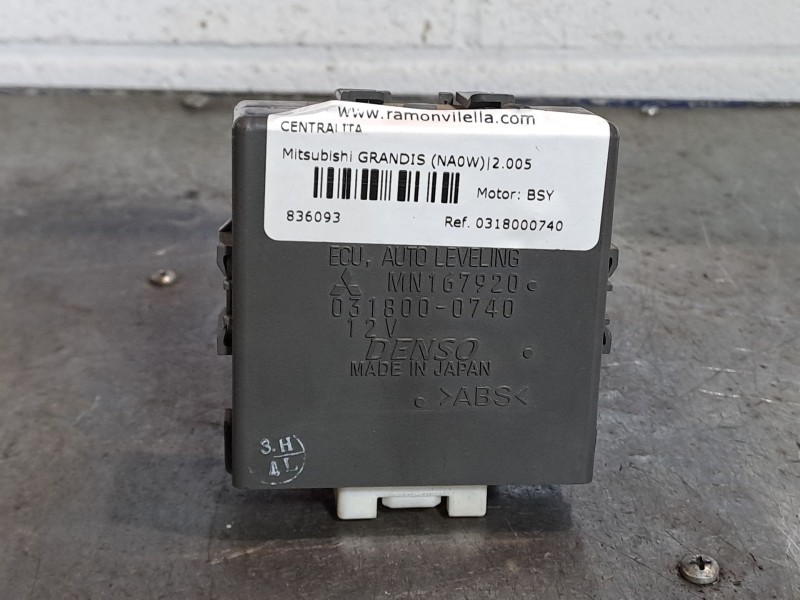 www.ramonvilella.com
CENTRALITA
Mitsubishi GRANDIS (NA0W)|2.005
Motor: BSY
836093 Ref. 0318000740
ECU, AUTO LEVELING
MN167920
031800-0740
12V
DENSO
MADE IN JAPAN
>ABS<
3.H
4L